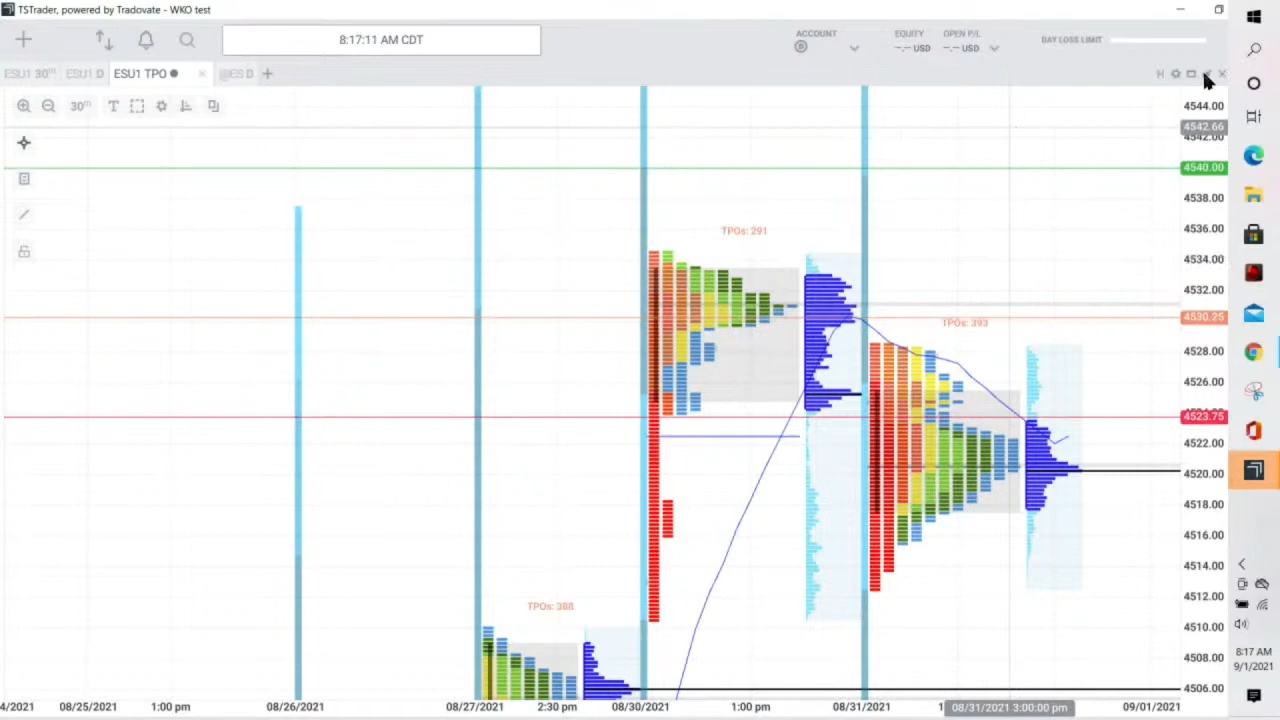 TSTrader, powered by Tradovate - WKO test
8:17:11 AM CDT
ACCOUNT
EQUITY
-.-- USD
OPEN P/L
-.-- USD
DAY LOSS LIMIT
ESU1 30ᵐ
ESU1 D
ESU1 TPO
@ES D
30ᵐ
T
TPOs: 291
TPOs: 393
TPOs: 388
4544.00
4542.66
4542.00
4540.00
4538.00
4536.00
4534.00
4532.00
4530.25
4528.00
4526.00
4523.75
4522.00
4520.00
4518.00
4516.00
4514.00
4512.00
4510.00
4508.00
4506.00
4/2021
08/25/2021
1:00 pm
08/26/2021
08/27/2021
2:30 pm
08/30/2021
1:00 pm
08/31/2021
08/31/2021 3:00:00 pm
09/01/2021
8:17 AM
9/1/2021